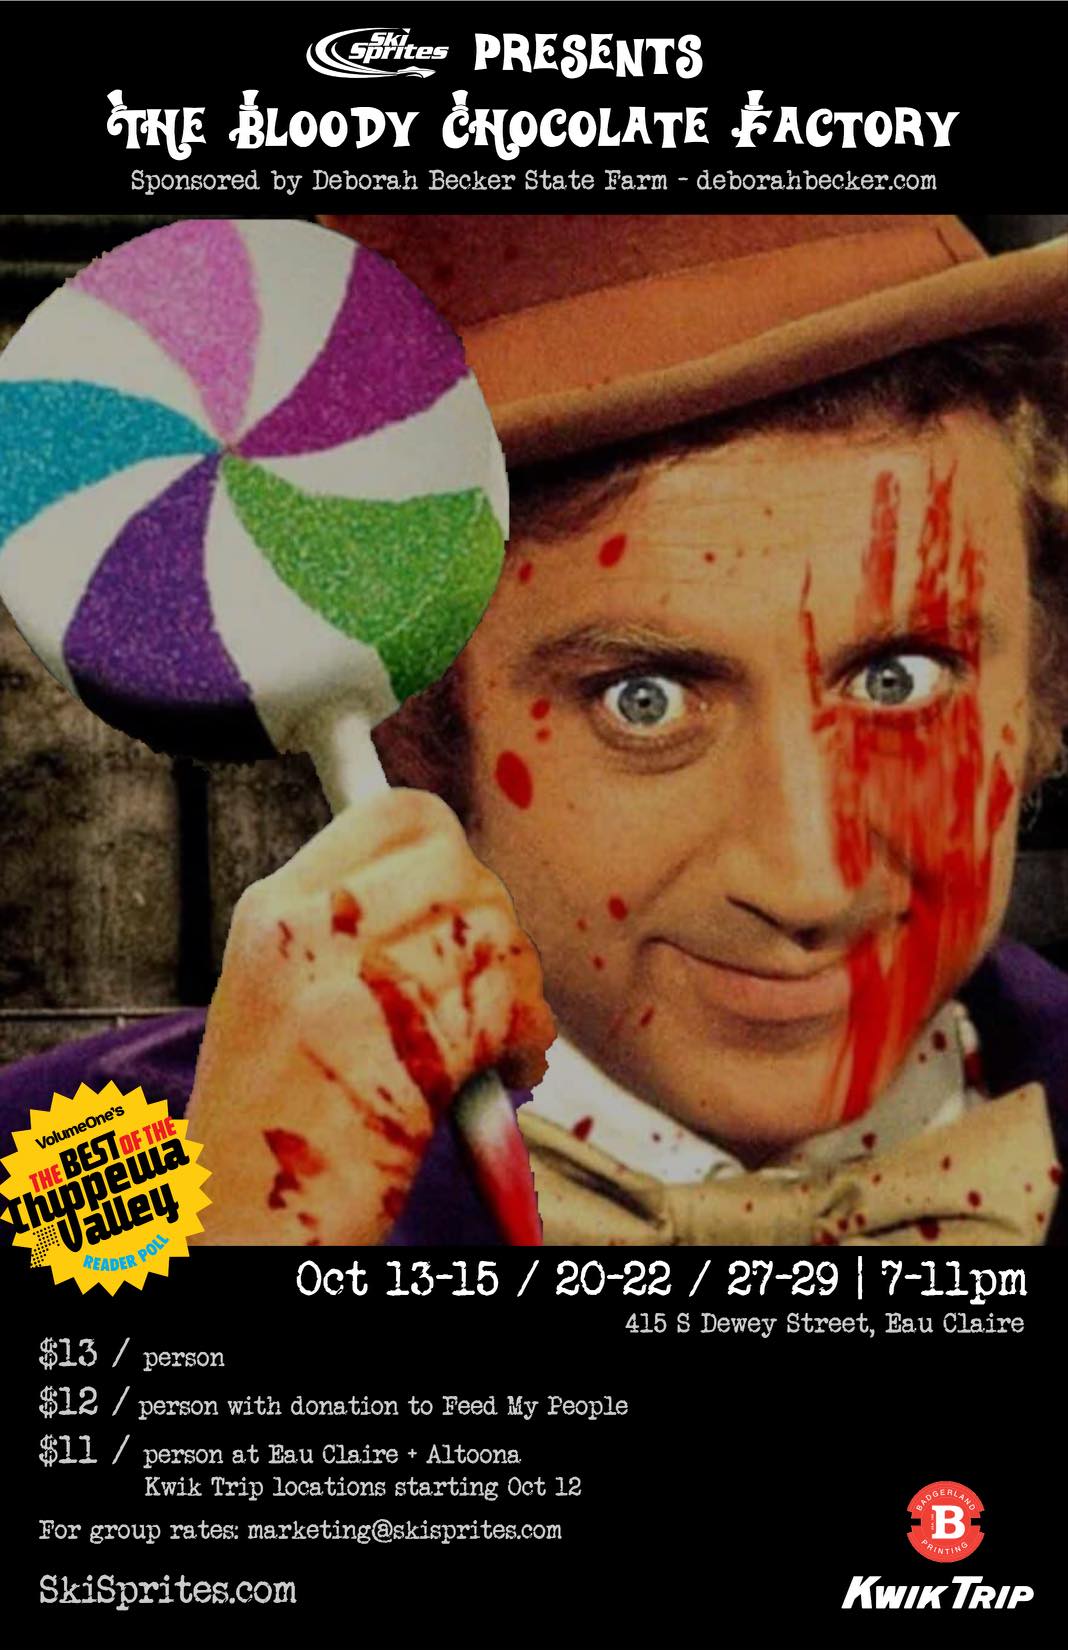 Ski Sprites PRESENTS
THE BLOODY CHOCOLATE FACTORY
Sponsored by Deborah Becker State Farm - deborahbecker.com
VolumeOne's
THE BEST OF THE
Chippewa
Valley
READER POLL
Oct 13-15 / 20-22 / 27-29 | 7-11pm
415 S Dewey Street, Eau Claire
$13 / person
$12 / person with donation to Feed My People
$11 / person at Eau Claire + Altoona
Kwik Trip locations starting Oct 12
For group rates: marketing@skisprites.com
SkiSprites.com
BADGERLAND
B
PRINTING
KWIK TRIP